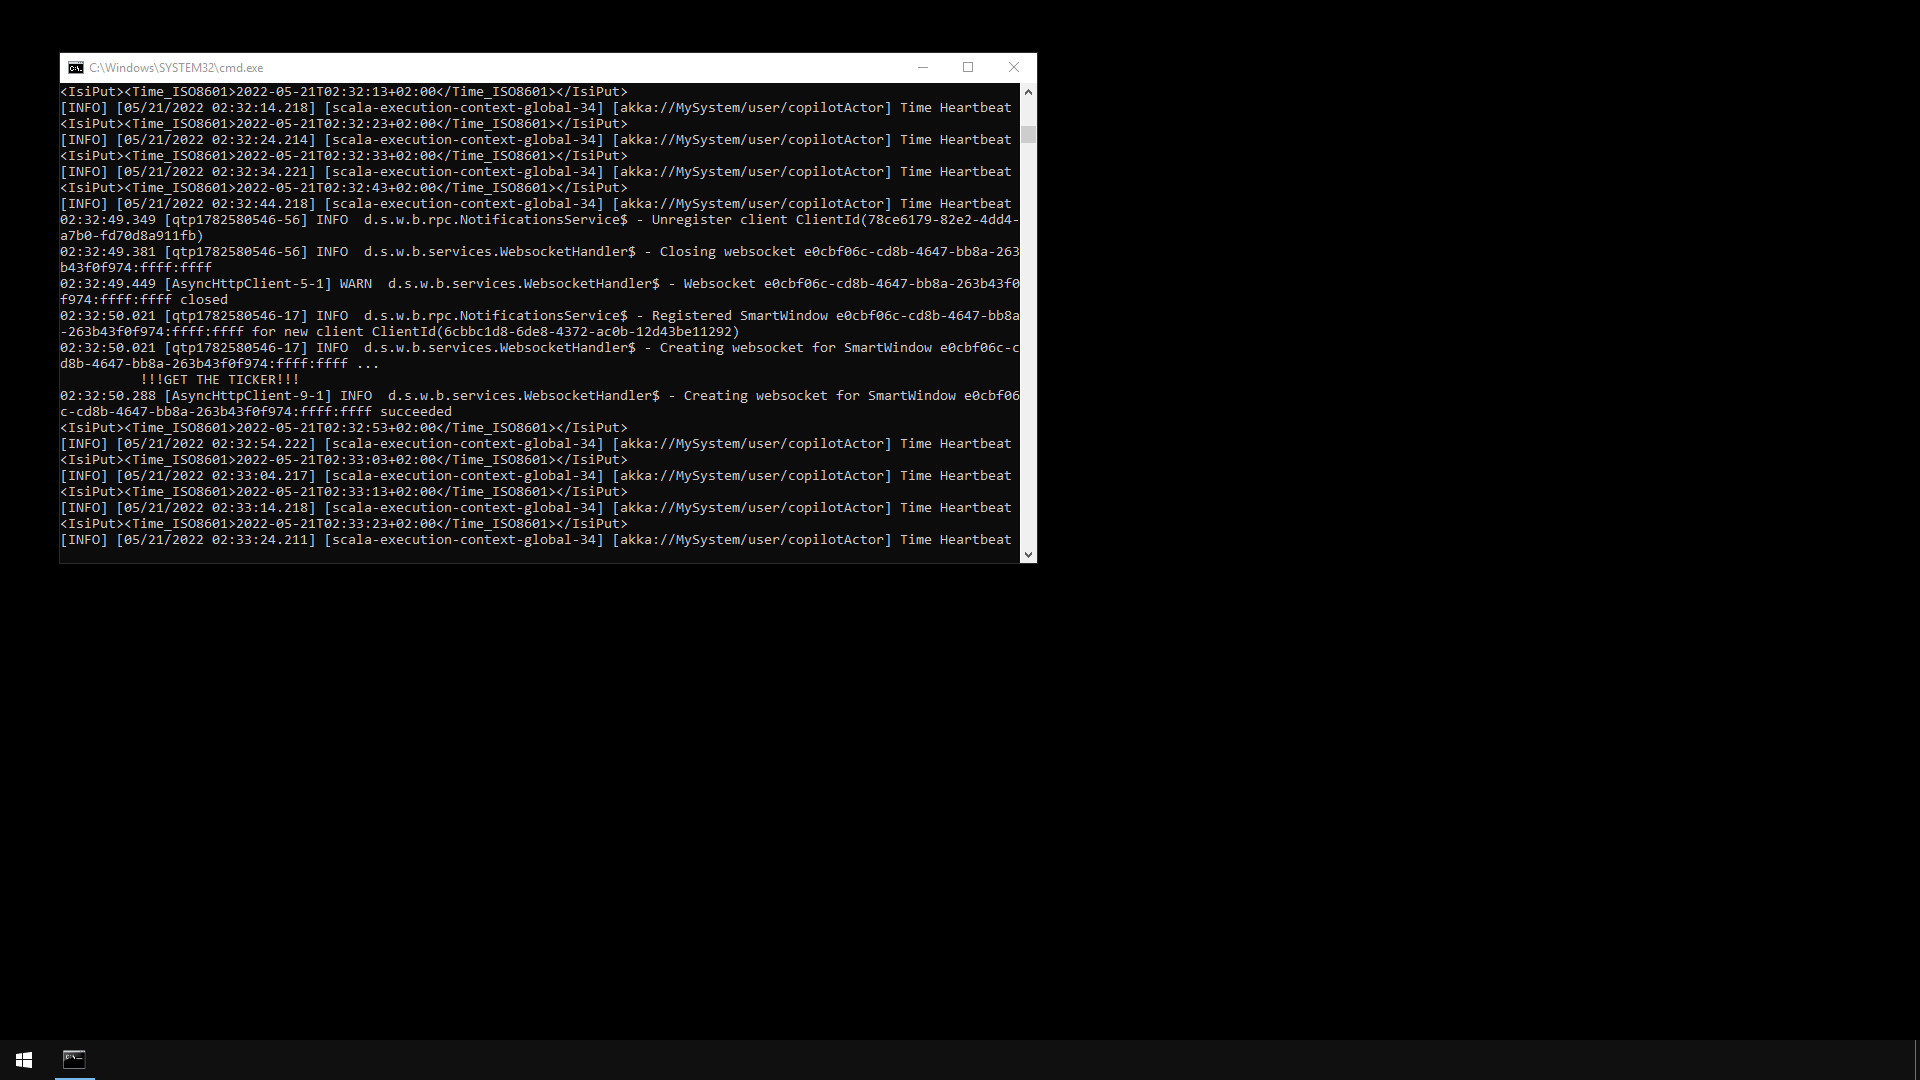 C:\Windows\SYSTEM32\cmd.exe
<IsiPut><Time_ISO8601>2022-05-21T02:32:13+02:00</Time_ISO8601></IsiPut>
[INFO] [05/21/2022 02:32:14.218] [scala-execution-context-global-34] [akka://MySystem/user/copilotActor] Time Heartbeat
<IsiPut><Time_ISO8601>2022-05-21T02:32:23+02:00</Time_ISO8601></IsiPut>
[INFO] [05/21/2022 02:32:24.214] [scala-execution-context-global-34] [akka://MySystem/user/copilotActor] Time Heartbeat
<IsiPut><Time_ISO8601>2022-05-21T02:32:33+02:00</Time_ISO8601></IsiPut>
[INFO] [05/21/2022 02:32:34.221] [scala-execution-context-global-34] [akka://MySystem/user/copilotActor] Time Heartbeat
<IsiPut><Time_ISO8601>2022-05-21T02:32:43+02:00</Time_ISO8601></IsiPut>
[INFO] [05/21/2022 02:32:44.218] [scala-execution-context-global-34] [akka://MySystem/user/copilotActor] Time Heartbeat
02:32:49.349 [qtp1782580546-56] INFO  d.s.w.b.rpc.NotificationsService$ - Unregister client ClientId(78ce6179-82e2-4dd4-
a7b0-fd70d8a911fb)
02:32:49.381 [qtp1782580546-56] INFO  d.s.w.b.services.WebsocketHandler$ - Closing websocket e0cbf06c-cd8b-4647-bb8a-263
b43f0f974:ffff:ffff
02:32:49.449 [AsyncHttpClient-5-1] WARN  d.s.w.b.services.WebsocketHandler$ - Websocket e0cbf06c-cd8b-4647-bb8a-263b43f0
f974:ffff:ffff closed
02:32:50.021 [qtp1782580546-17] INFO  d.s.w.b.rpc.NotificationsService$ - Registered SmartWindow e0cbf06c-cd8b-4647-bb8a
-263b43f0f974:ffff:ffff for new client ClientId(6cbbc1d8-6de8-4372-ac0b-12d43be11292)
02:32:50.021 [qtp1782580546-17] INFO  d.s.w.b.services.WebsocketHandler$ - Creating websocket for SmartWindow e0cbf06c-c
d8b-4647-bb8a-263b43f0f974:ffff:ffff ...
!!!GET THE TICKER!!!
02:32:50.288 [AsyncHttpClient-9-1] INFO  d.s.w.b.services.WebsocketHandler$ - Creating websocket for SmartWindow e0cbf06
c-cd8b-4647-bb8a-263b43f0f974:ffff:ffff succeeded
<IsiPut><Time_ISO8601>2022-05-21T02:32:53+02:00</Time_ISO8601></IsiPut>
[INFO] [05/21/2022 02:32:54.222] [scala-execution-context-global-34] [akka://MySystem/user/copilotActor] Time Heartbeat
<IsiPut><Time_ISO8601>2022-05-21T02:33:03+02:00</Time_ISO8601></IsiPut>
[INFO] [05/21/2022 02:33:04.217] [scala-execution-context-global-34] [akka://MySystem/user/copilotActor] Time Heartbeat
<IsiPut><Time_ISO8601>2022-05-21T02:33:13+02:00</Time_ISO8601></IsiPut>
[INFO] [05/21/2022 02:33:14.218] [scala-execution-context-global-34] [akka://MySystem/user/copilotActor] Time Heartbeat
<IsiPut><Time_ISO8601>2022-05-21T02:33:23+02:00</Time_ISO8601></IsiPut>
[INFO] [05/21/2022 02:33:24.211] [scala-execution-context-global-34] [akka://MySystem/user/copilotActor] Time Heartbeat